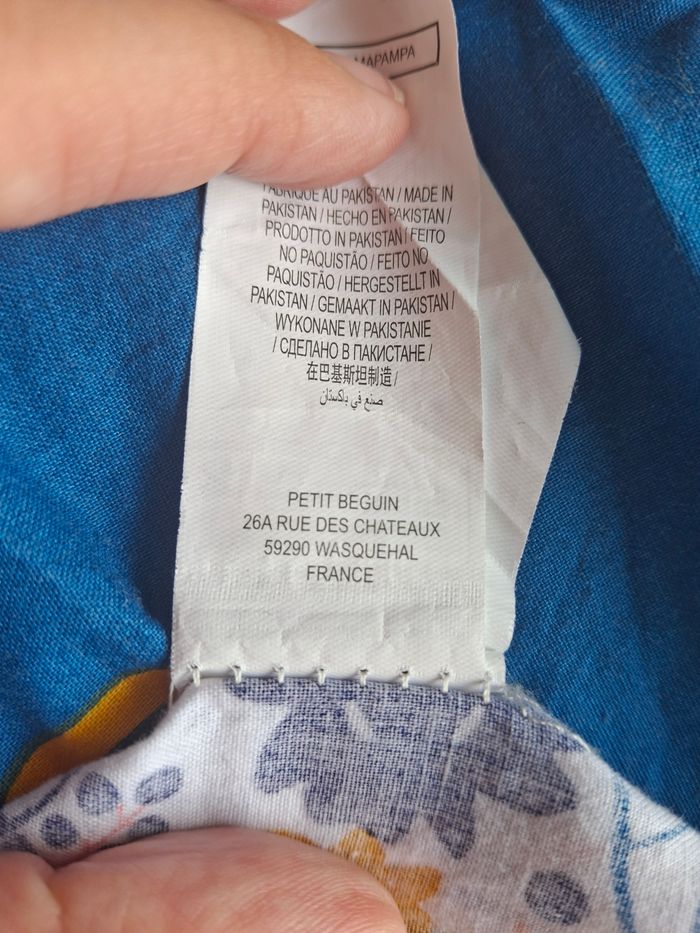 MAPAMPA
FABRIQUE AU PAKISTAN / MADE IN
PAKISTAN / HECHO EN PAKISTAN /
PRODOTTO IN PAKISTAN / FEITO
NO PAQUISTÃO / FEITO NO
PAQUISTÃO / HERGESTELLT IN
PAKISTAN / GEMAAKT IN PAKISTAN /
WYKONANE W PAKISTANIE
/ СДЕЛАНО В ПАКИСТАНЕ /
在巴基斯坦制造 /
صنع في باكستان
PETIT BEGUIN
26A RUE DES CHATEAUX
59290 WASQUEHAL
FRANCE